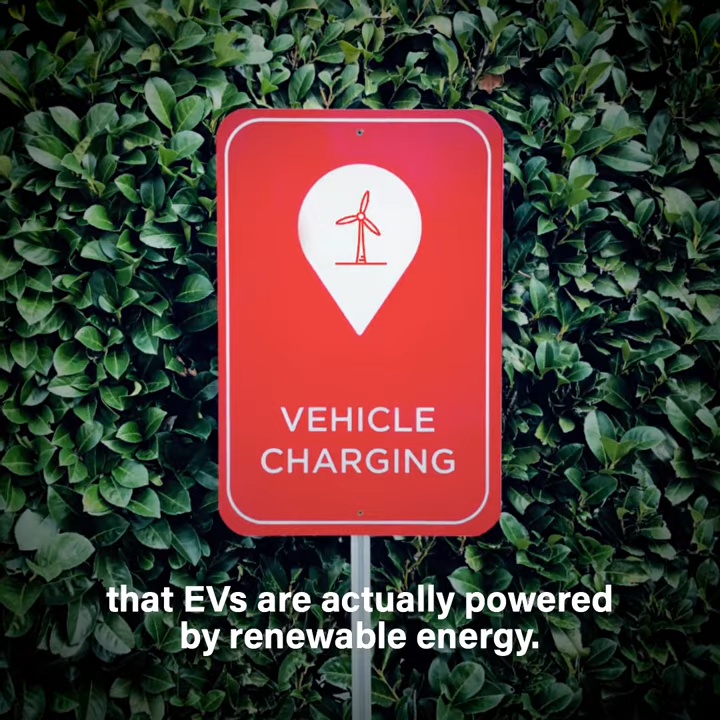 VEHICLE
CHARGING
that EVs are actually powered
by renewable energy.